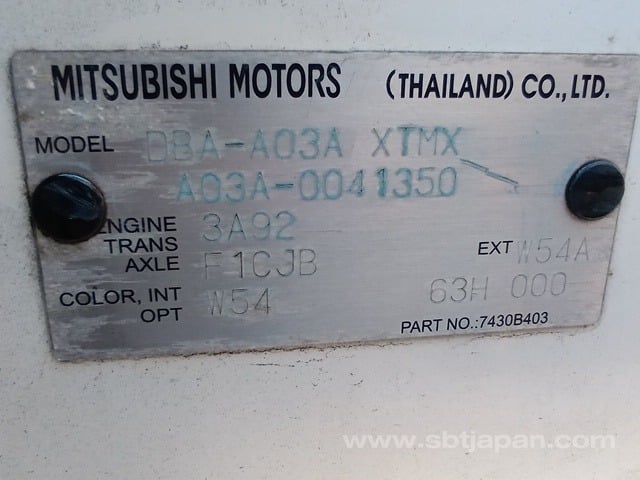 MITSUBISHI MOTORS (THAILAND) CO., LTD.
MODEL DBA-A03A XTMX
A03A-0041350
ENGINE 3A92
TRANS
AXLE F1CJB EXT W54A
COLOR, INT W54 63H 000
OPT
PART NO.:7430B403
www.sbtjapan.com